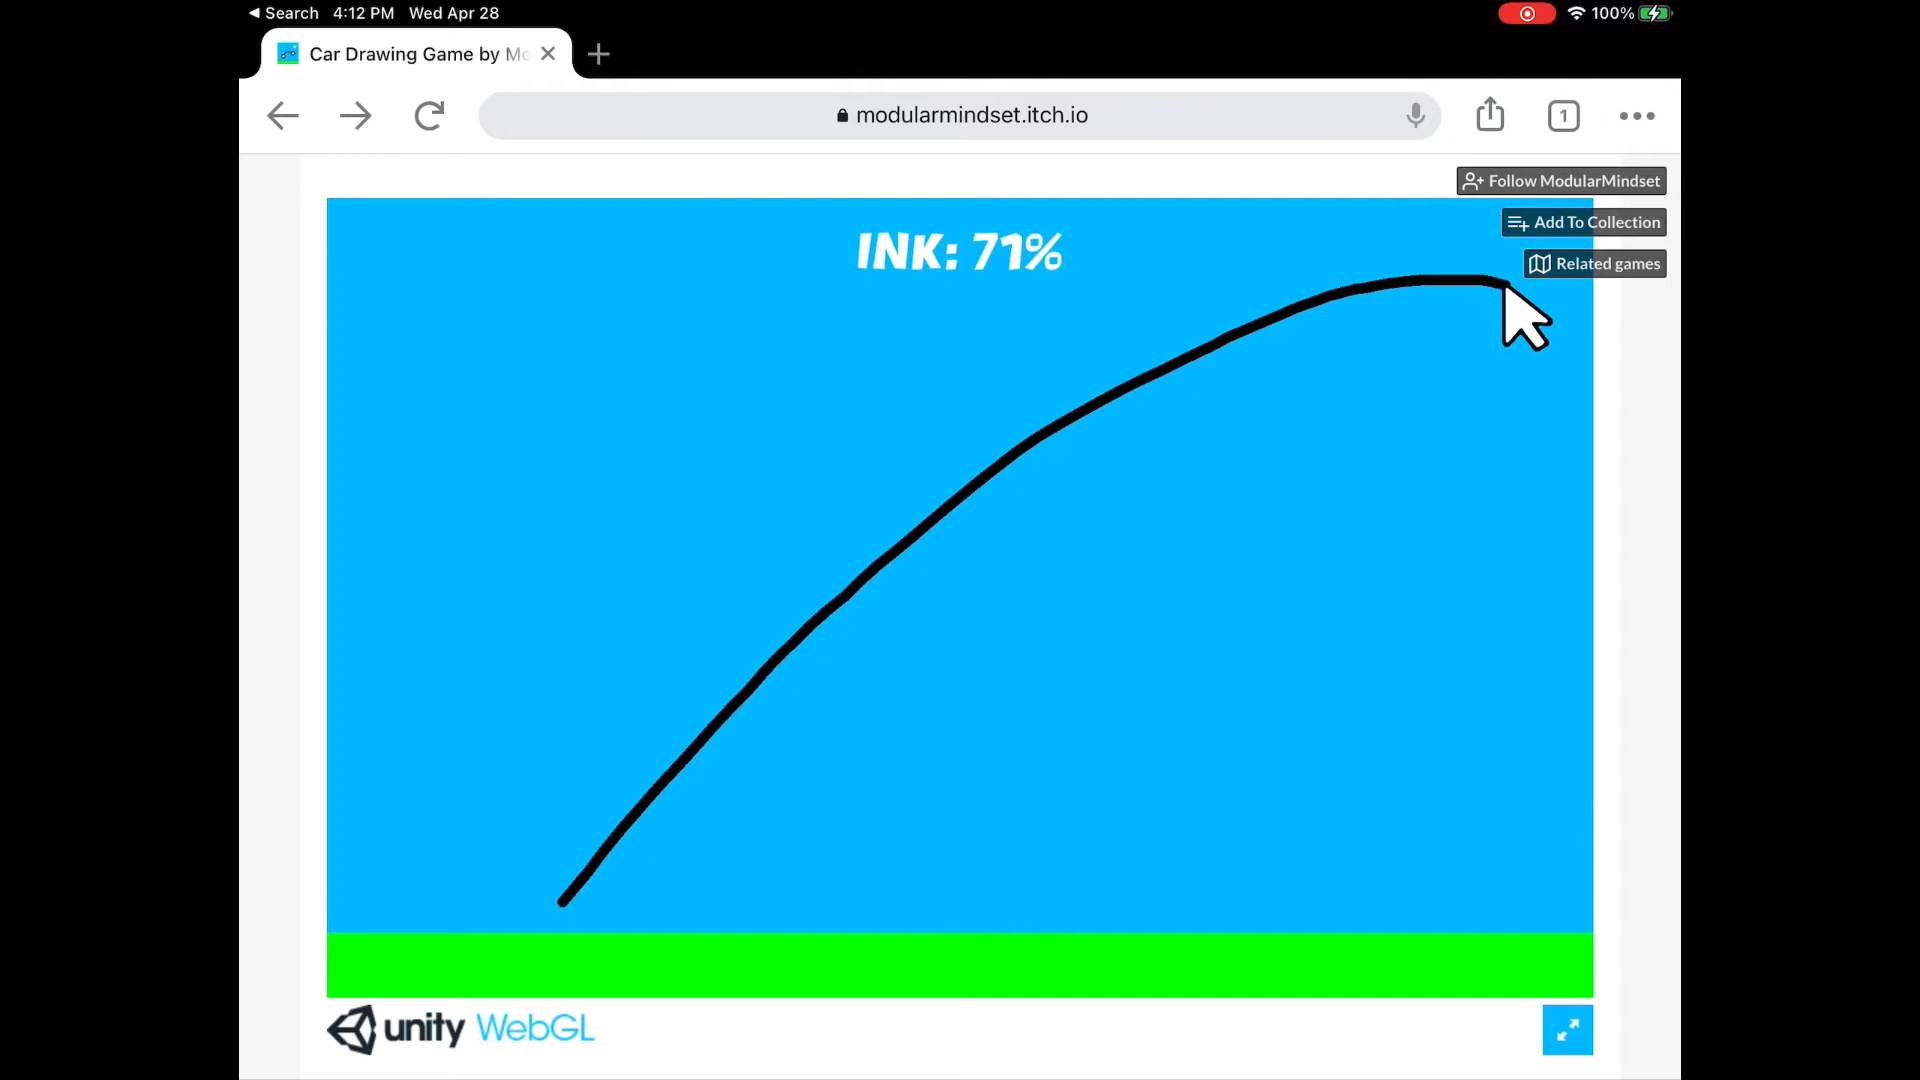 Search 4:12 PM Wed Apr 28
100%
Car Drawing Game by Mo
modularmindset.itch.io
1
Follow ModularMindset
Add To Collection
Related games
INK: 71%
unity WebGL